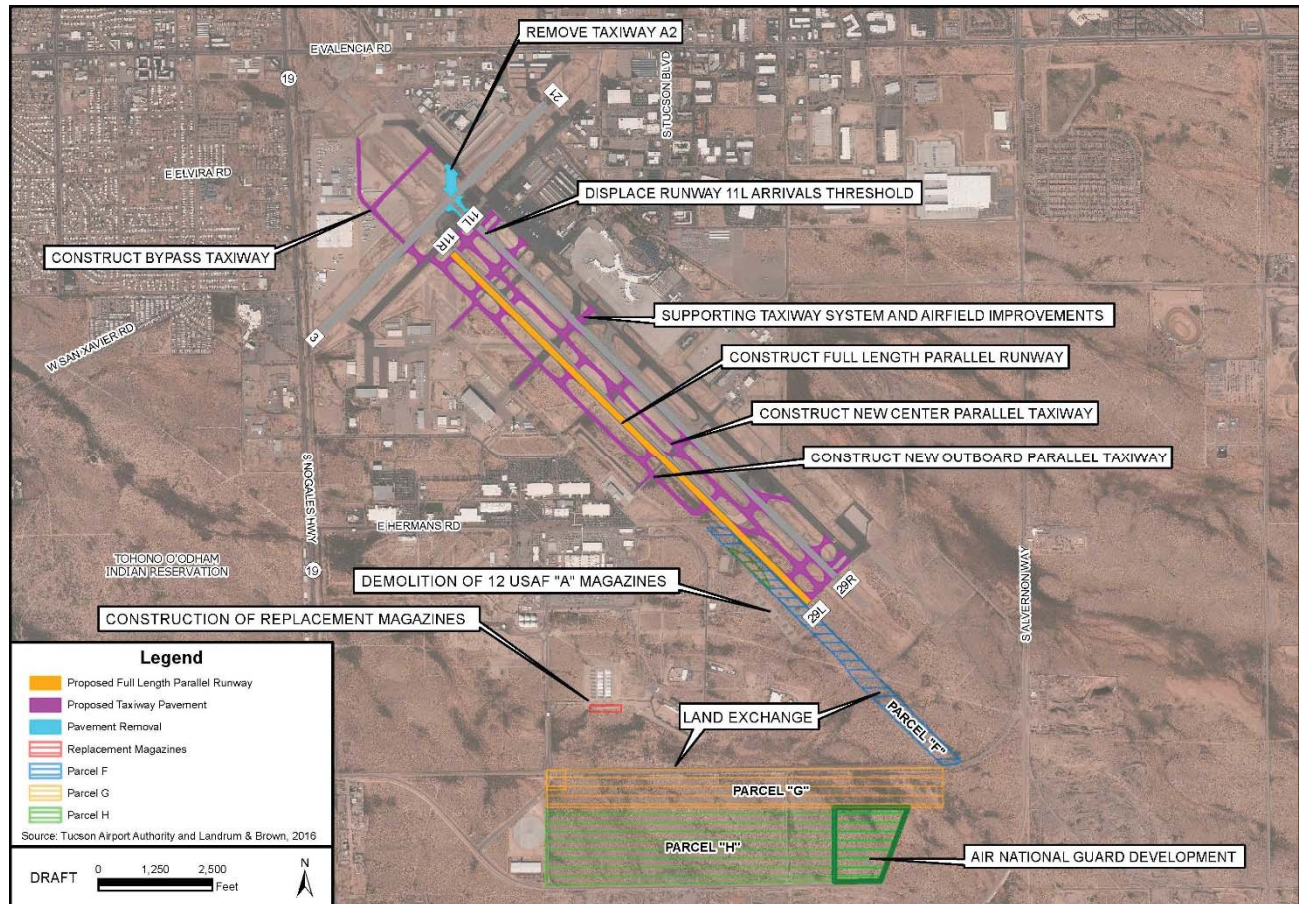 REMOVE TAXIWAY A2
E VALENCIA RD
19
S TUCSON BLVD
21
E ELVIRA RD
DISPLACE RUNWAY 11L ARRIVALS THRESHOLD
11L
11R
CONSTRUCT BYPASS TAXIWAY
3
W SAN XAVIER RD
SUPPORTING TAXIWAY SYSTEM AND AIRFIELD IMPROVEMENTS
CONSTRUCT FULL LENGTH PARALLEL RUNWAY
CONSTRUCT NEW CENTER PARALLEL TAXIWAY
CONSTRUCT NEW OUTBOARD PARALLEL TAXIWAY
S NOGALES HWY
E HERMANS RD
TOHONO O'ODHAM
INDIAN RESERVATION
19
S ALVERNON WAY
DEMOLITION OF 12 USAF "A" MAGAZINES
29R
29L
CONSTRUCTION OF REPLACEMENT MAGAZINES
LAND EXCHANGE
PARCEL "F"
PARCEL "G"
PARCEL "H"
AIR NATIONAL GUARD DEVELOPMENT
Legend
Proposed Full Length Parallel Runway
Proposed Taxiway Pavement
Pavement Removal
Replacement Magazines
Parcel F
Parcel G
Parcel H
Source: Tucson Airport Authority and Landrum & Brown, 2016
DRAFT
0 1,250 2,500
Feet
N